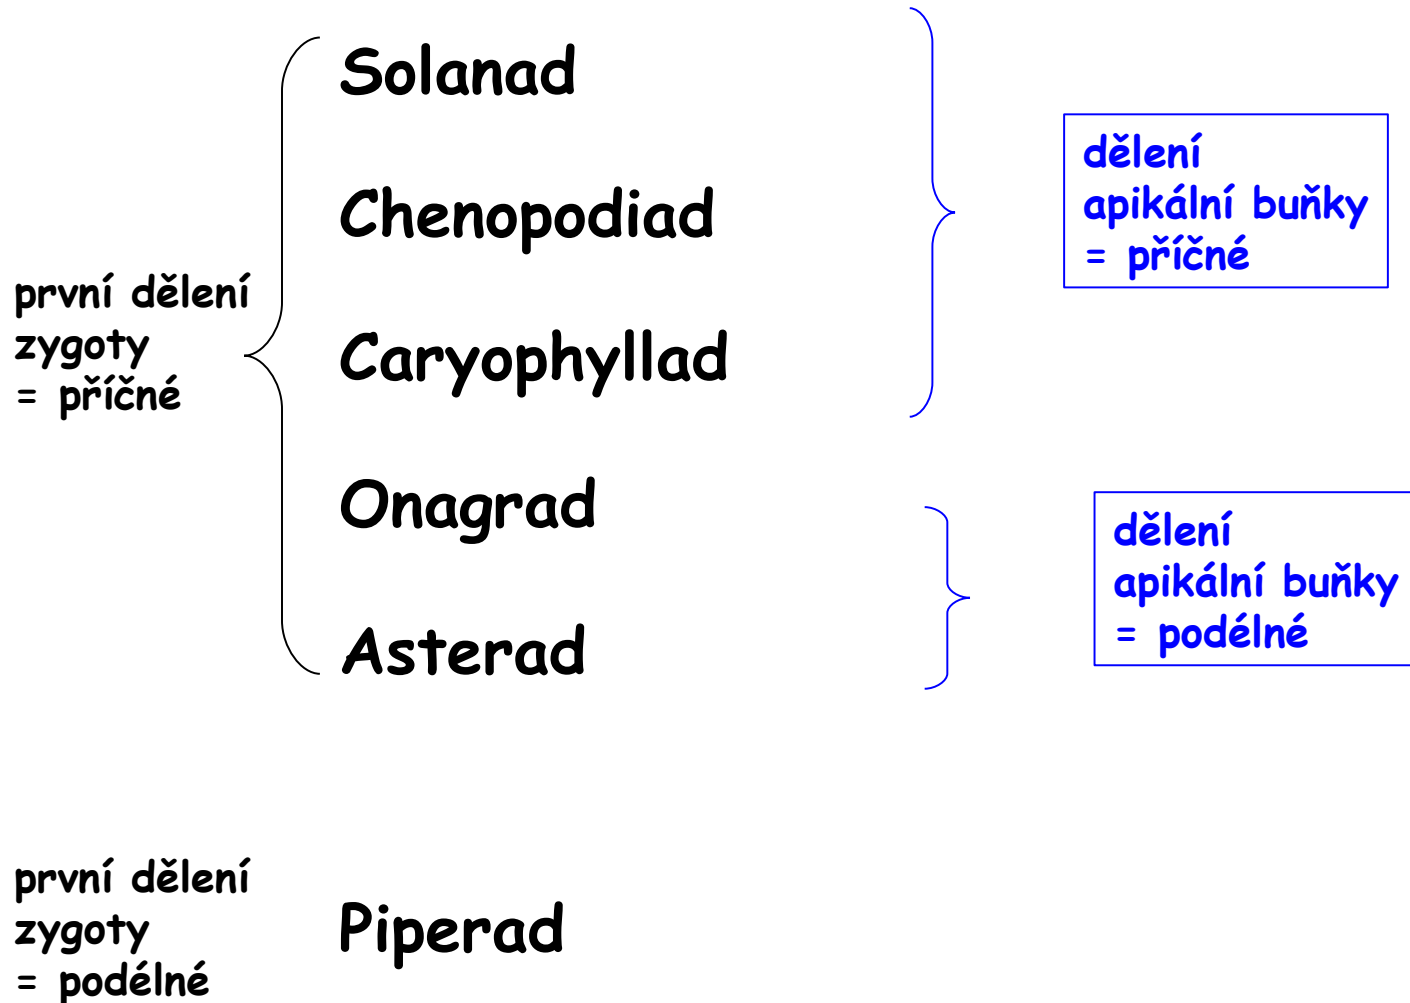 Solanad
Chenopodiad
Caryophyllad
Onagrad
Asterad
první dělení
zygoty
= příčné
dělení
apikální buňky
= příčné
dělení
apikální buňky
= podélné
první dělení
zygoty
= podélné
Piperad